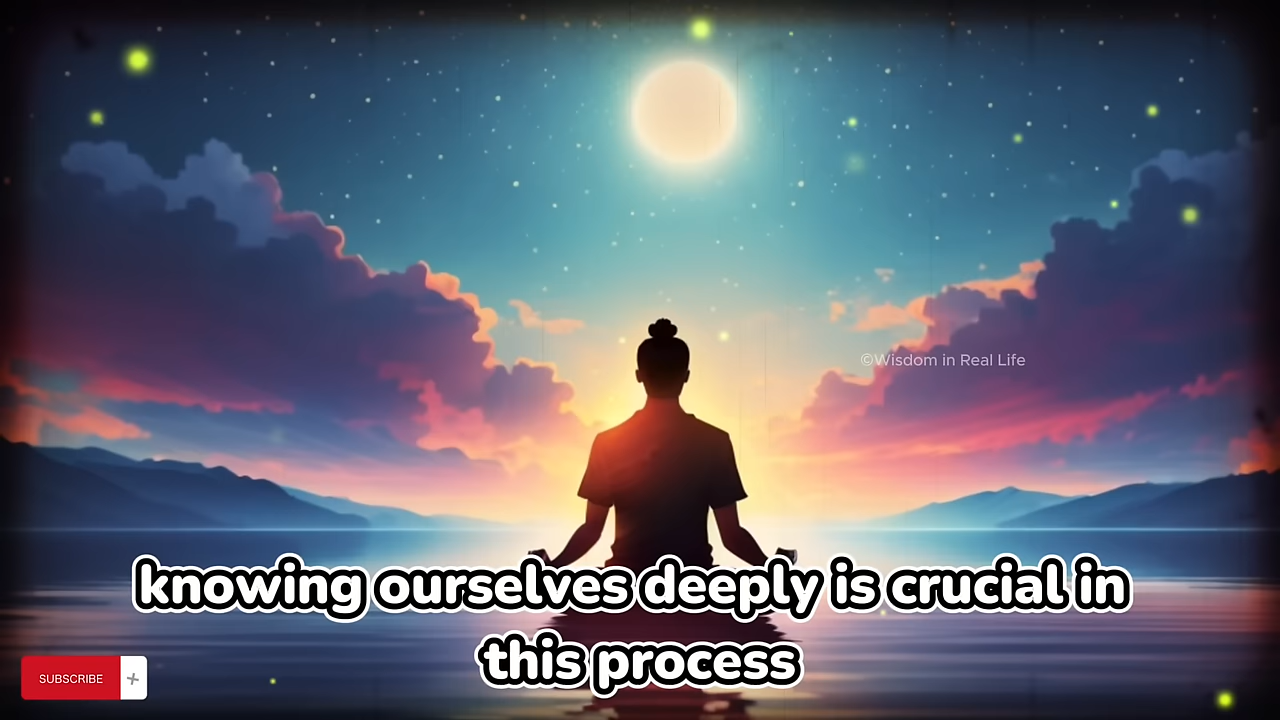 ©Wisdom in Real Life
knowing ourselves deeply is crucial in
this process
SUBSCRIBE +